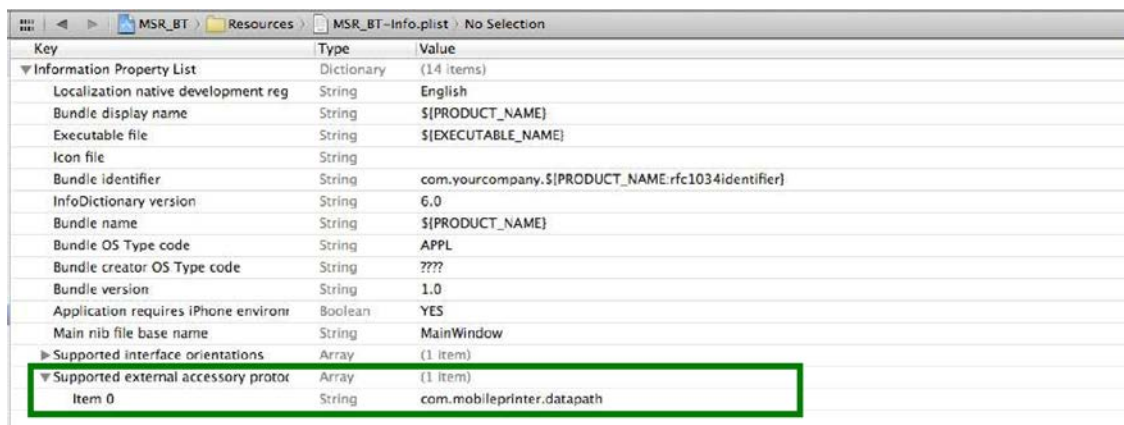 MSR_BT Resources MSR_BT-Info.plist No Selection
Key Type Value
Information Property List Dictionary (14 items)
Localization native development reg String English
Bundle display name String ${PRODUCT_NAME}
Executable file String ${EXECUTABLE_NAME}
Icon file String
Bundle identifier String com.yourcompany.${PRODUCT_NAME:rfc1034identifier}
InfoDictionary version String 6.0
Bundle name String ${PRODUCT_NAME}
Bundle OS Type code String APPL
Bundle creator OS Type code String ????
Bundle version String 1.0
Application requires iPhone environr Boolean YES
Main nib file base name String MainWindow
Supported interface orientations Array (1 item)
Supported external accessory protoc Array (1 item)
Item 0 String com.mobileprinter.datapath